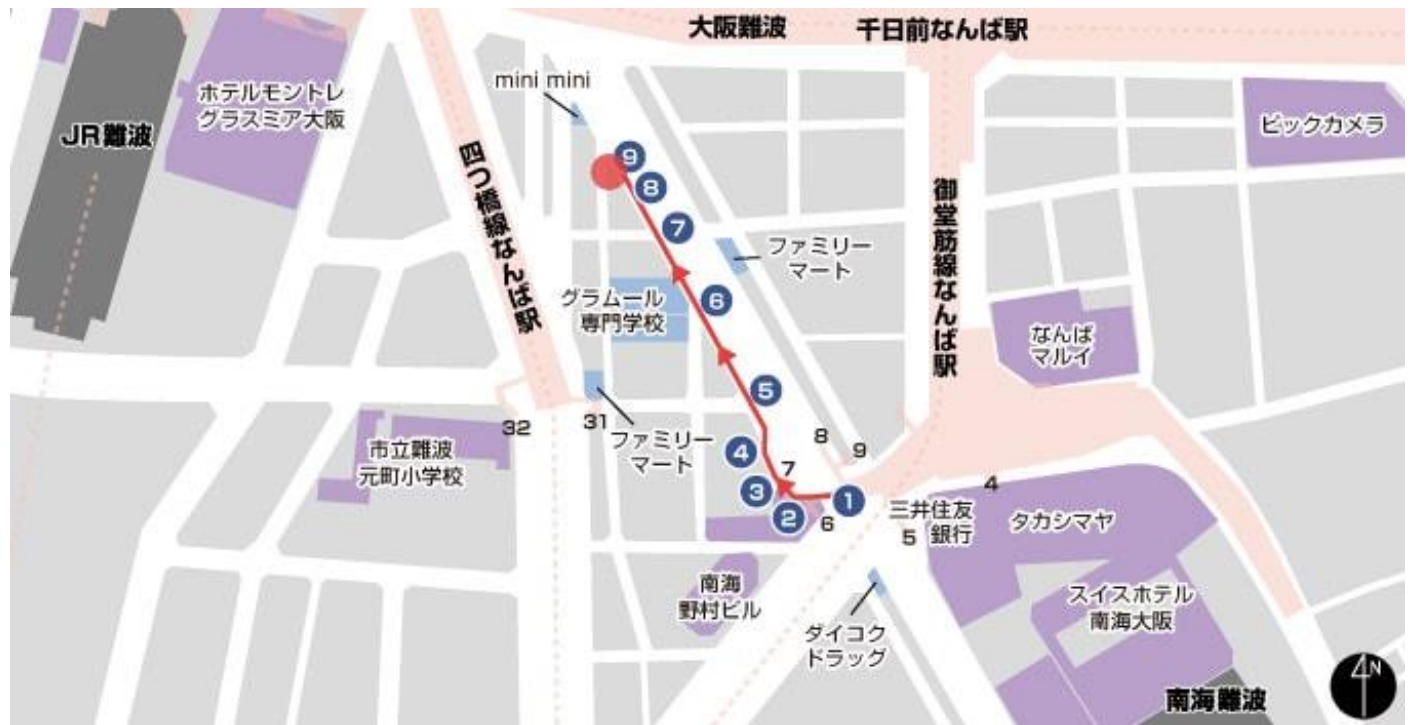 大阪難波
千日前なんば駅
mini mini
ホテルモントレ
グラスミア大阪
JR難波
ビックカメラ
四つ橋線なんば駅
御堂筋線なんば駅
9
8
7
ファミリー
マート
6
グラムール
専門学校
なんば
マルイ
5
32
31
ファミリー
マート
市立難波
元町小学校
4
8
9
7
3
2
1
6
4
三井住友
銀行
5
タカシマヤ
南海
野村ビル
ダイコク
ドラッグ
スイスホテル
南海大阪
南海難波
N